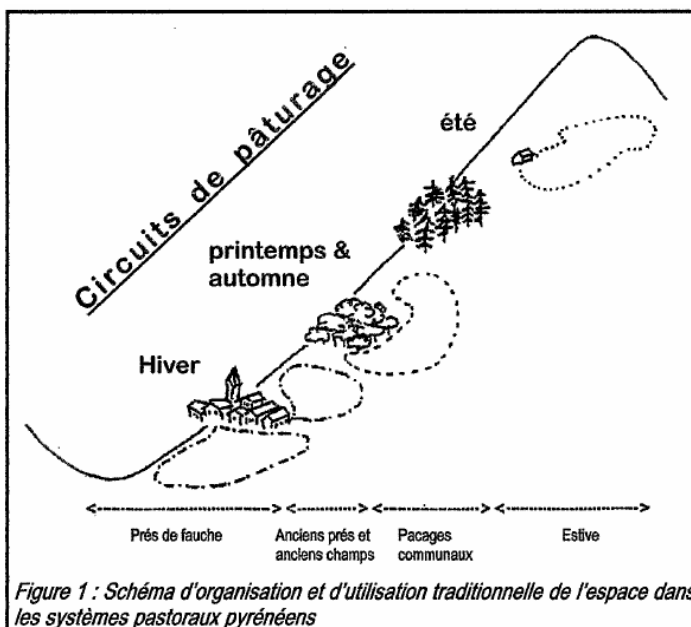 Circuits de pâturage
été
printemps &
automne
Hiver
Prés de fauche
Anciens prés et
anciens champs
Pacages
communaux
Estive
Figure 1 : Schéma d'organisation et d'utilisation traditionnelle de l'espace dans
les systèmes pastoraux pyrénéens